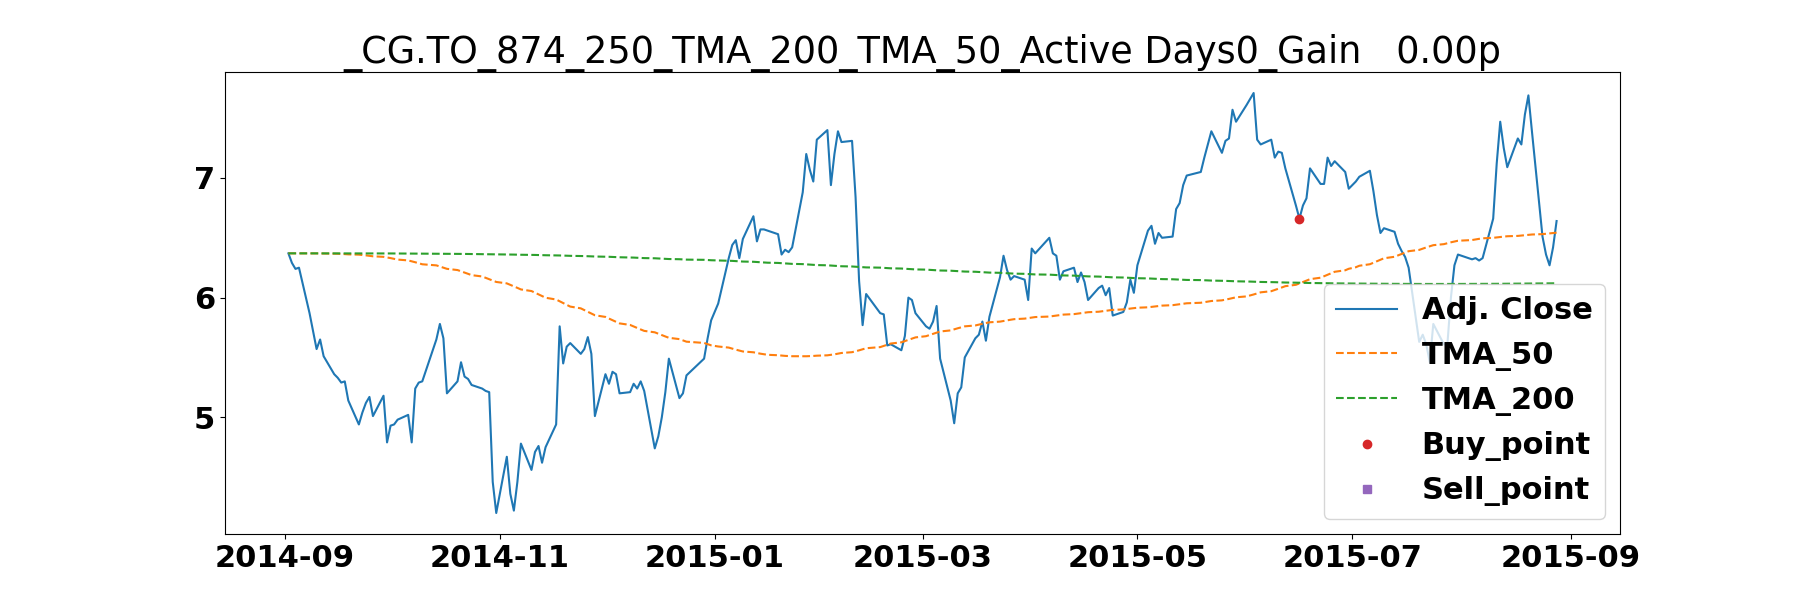 _CG.TO_874_250_TMA_200_TMA_50_Active Days0_Gain   0.00p
7
6
5
Adj. Close
TMA_50
TMA_200
Buy_point
Sell_point
2014-09 2014-11 2015-01 2015-03 2015-05 2015-07 2015-09